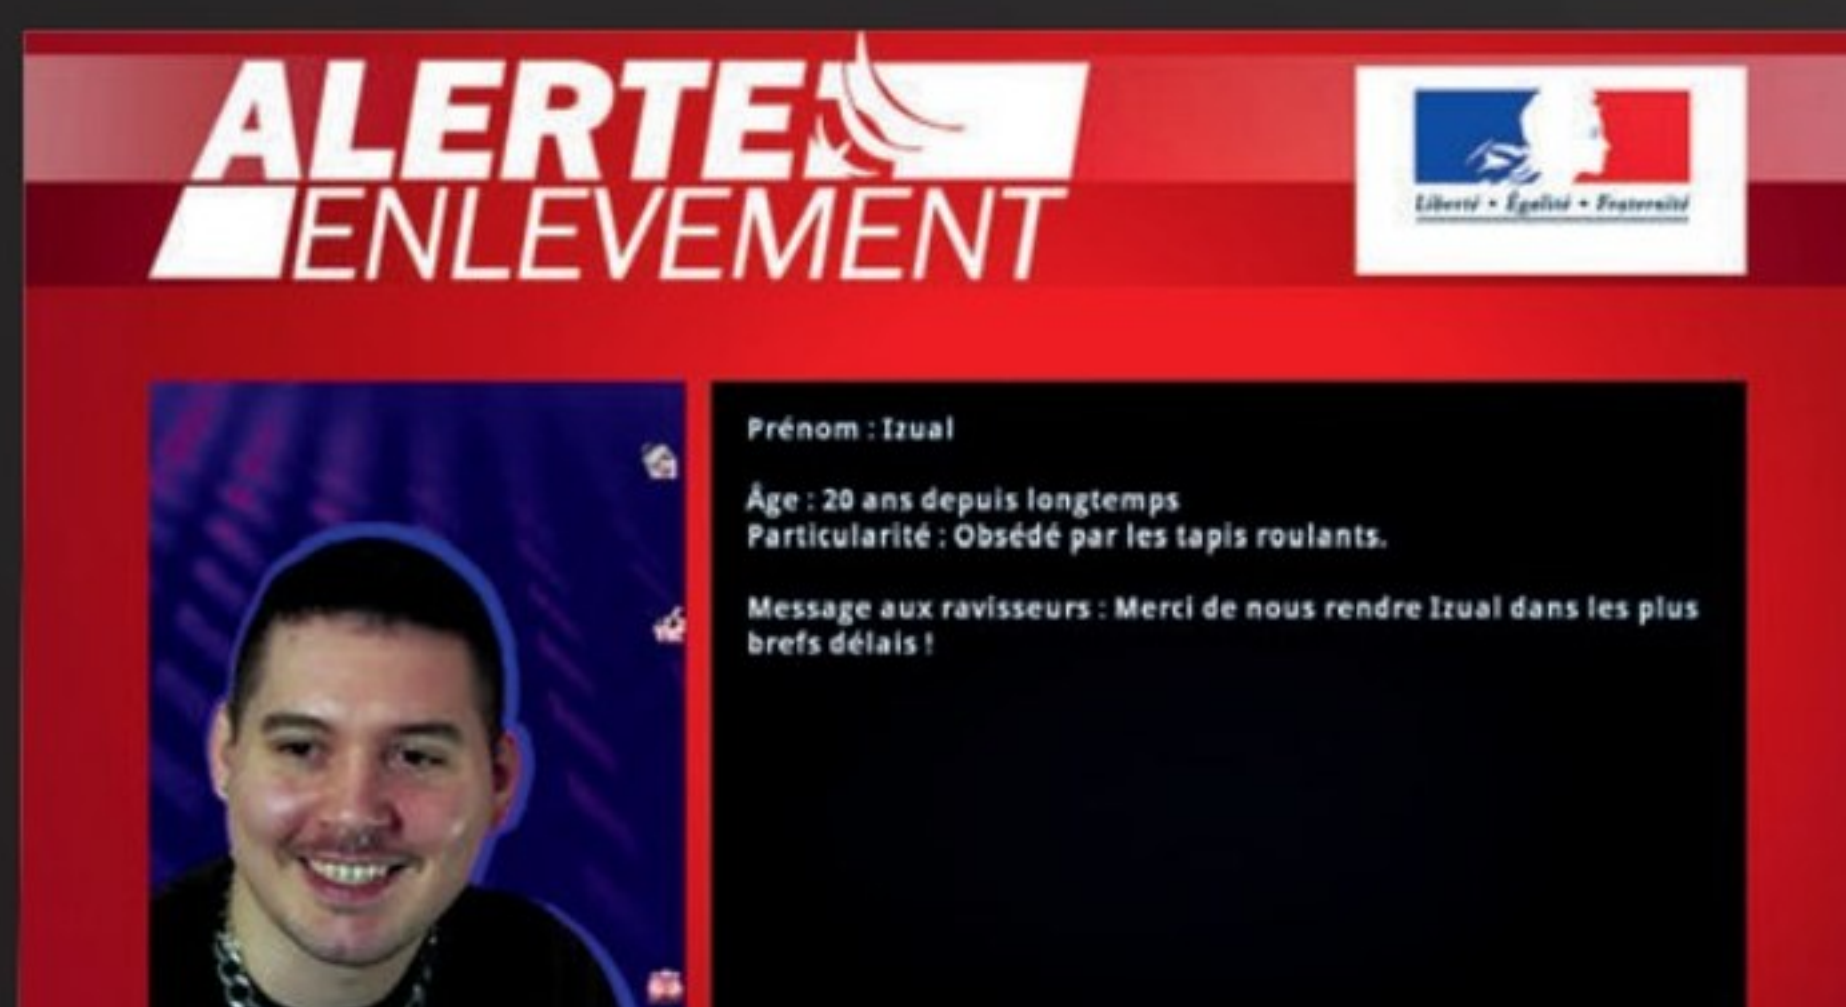 ALERTE
ENLEVEMENT
Liberté • Égalité • Fraternité
Prénom : Izual
Âge : 20 ans depuis longtemps
Particularité : Obsédé par les tapis roulants.
Message aux ravisseurs : Merci de nous rendre Izual dans les plus
brefs délais !